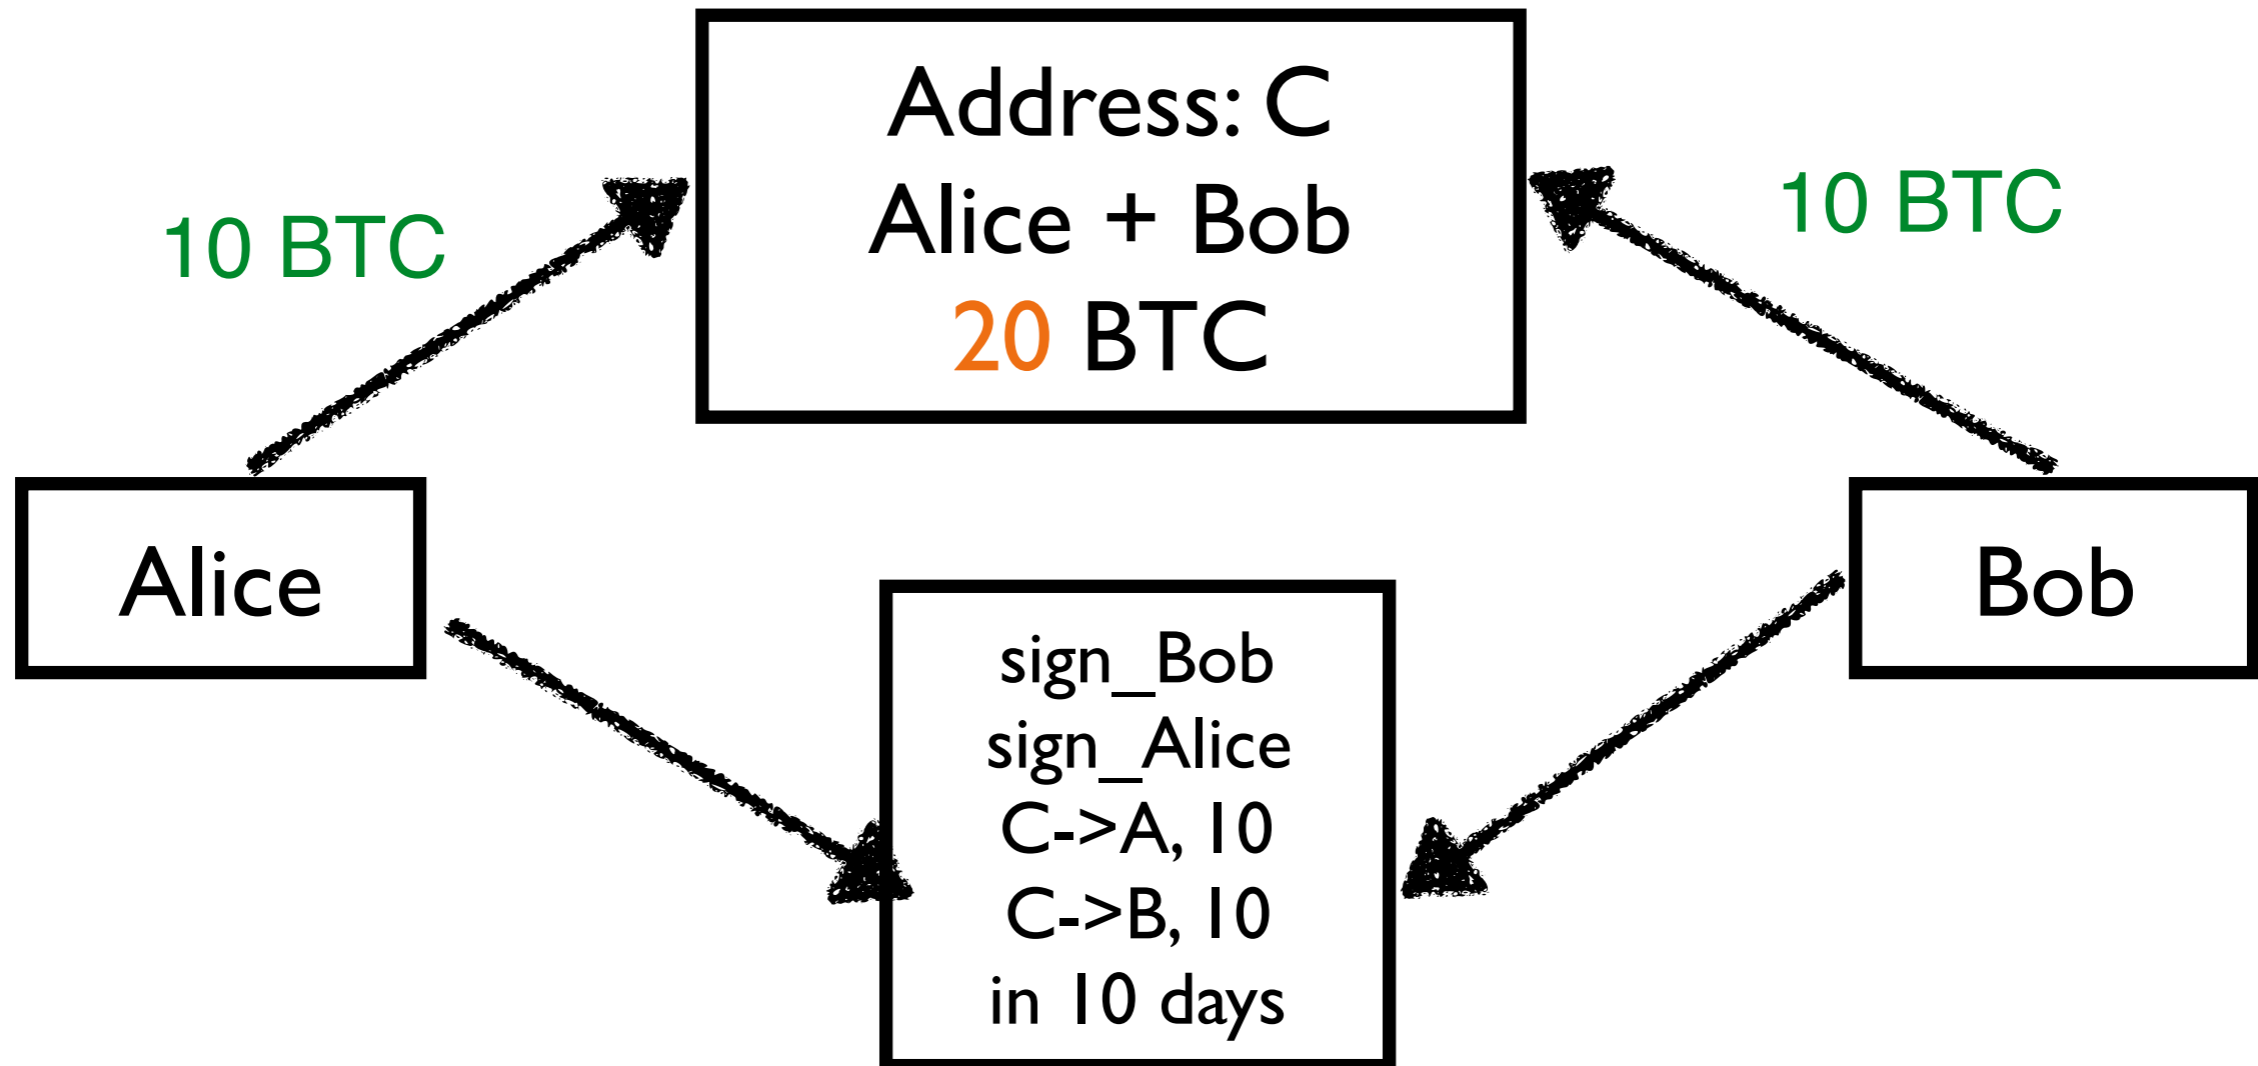 Address: C
Alice + Bob
20 BTC
10 BTC
10 BTC
Alice
Bob
sign_Bob
sign_Alice
C->A, 10
C->B, 10
in 10 days